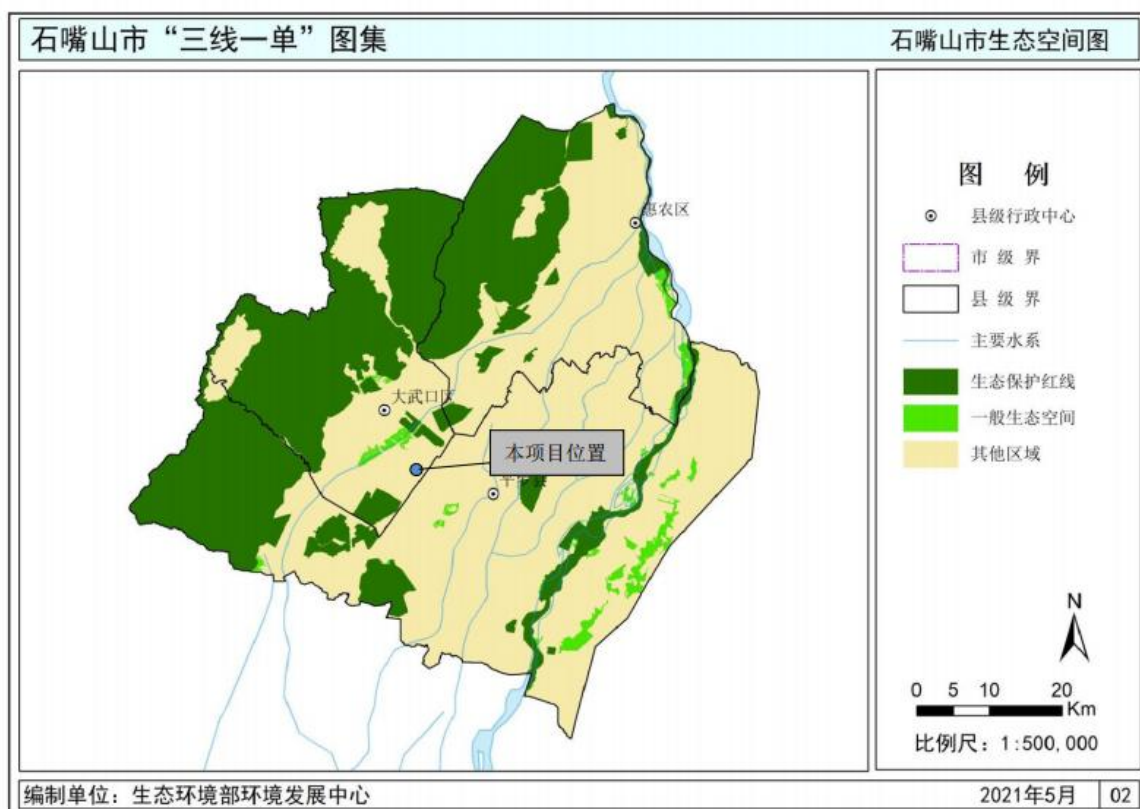 石嘴山市“三线一单”图集
石嘴山市生态空间图
惠农区
大武口区
本项目位置
图 例
县级行政中心
市 级 界
县 级 界
主要水系
生态保护红线
一般生态空间
其他区域
N
0 5 10 20
Km
比例尺：1:500,000
编制单位：生态环境部环境发展中心
2021年5月
02